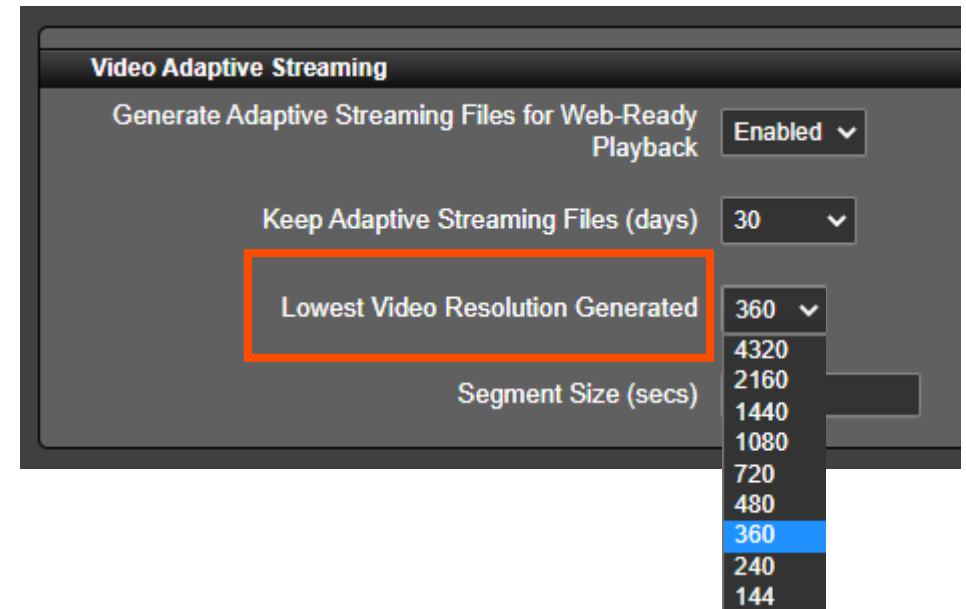 Video Adaptive Streaming
Generate Adaptive Streaming Files for Web-Ready
Playback
Enabled
Keep Adaptive Streaming Files (days)
30
Lowest Video Resolution Generated
360
4320
2160
1440
1080
720
480
360
240
144
Segment Size (secs)